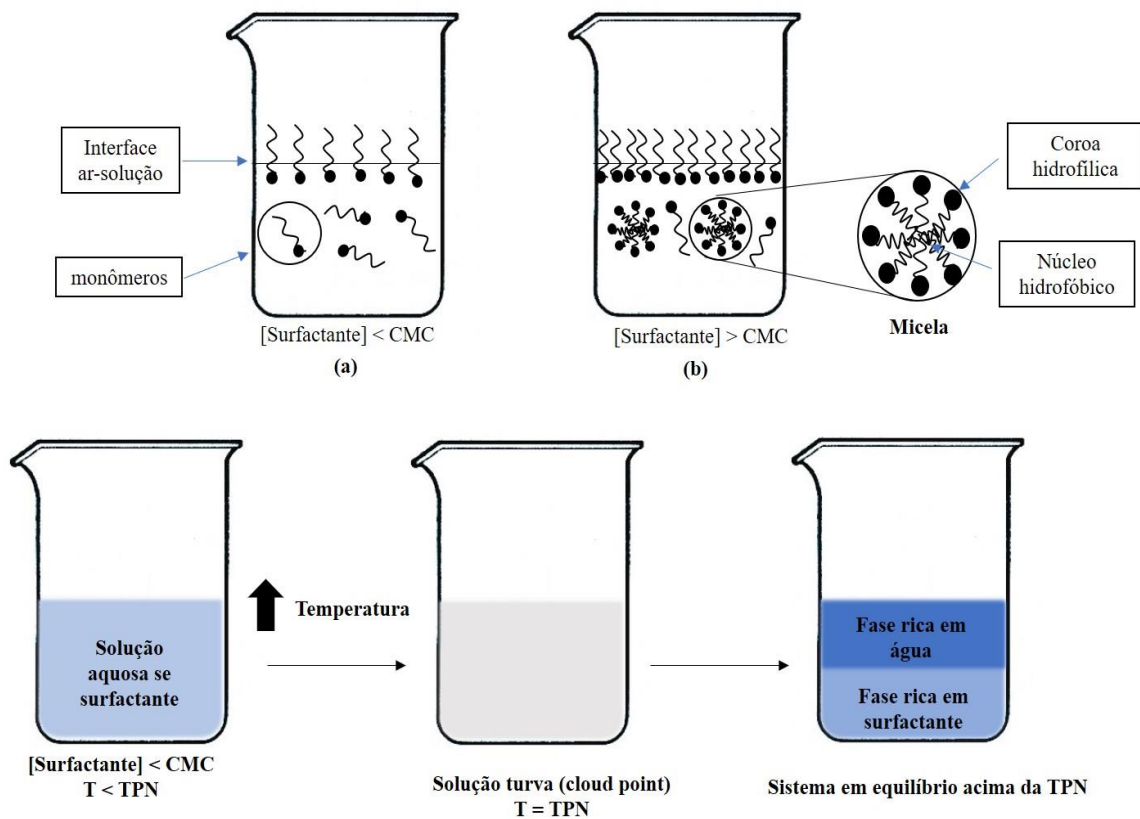 Interface
ar-solução
monômeros
[Surfactante] < CMC
(a)
[Surfactante] > CMC
(b)
Coroa
hidrofílica
Núcleo
hidrofóbico
Micela
Solução
aquosa se
surfactante
[Surfactante] < CMC
T < TPN
Temperatura
Solução turva (cloud point)
T = TPN
Fase rica em
água
Fase rica em
surfactante
Sistema em equilíbrio acima da TPN